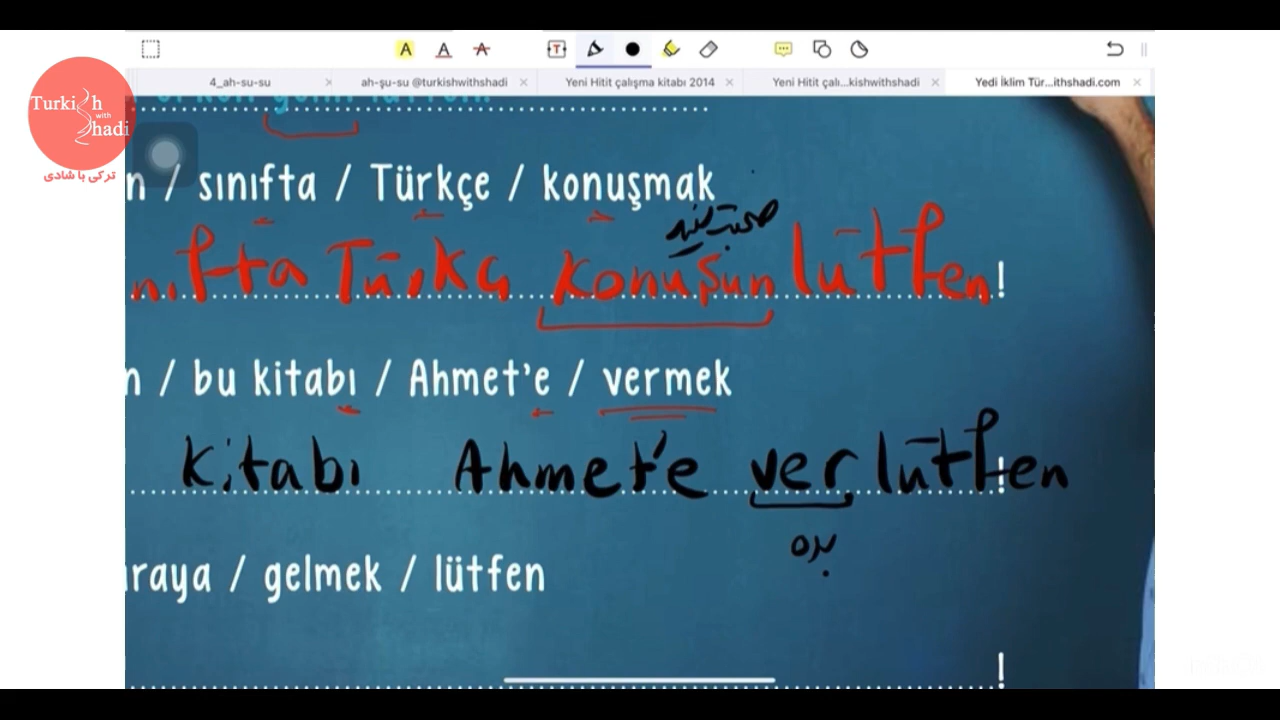 A A A T
4_ah-su-su × ah-şu-su @turkishwithshadi × Yeni Hitit çalışma kitabı 2014 × Yeni Hitit çalı...kishwithshadi × Yedi İklim Tür...ithshadi.com ×
Turkish with Shadi
ترکی با شادی
n / sınıfta / Türkçe / konuşmak
صحبت کنید
nıfta Türkç konuşun lütfen!
n / bu kitabı / Ahmet'e / vermek
kitabı Ahmet'e ver lütfen!
بده
raya / gelmek / lütfen
!